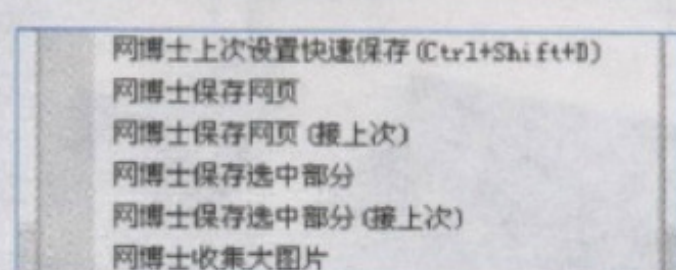 网博士上次设置快速保存(Ctrl+Shift+D)
网博士保存网页
网博士保存网页(接上次)
网博士保存选中部分
网博士保存选中部分(接上次)
网博士收集大图片